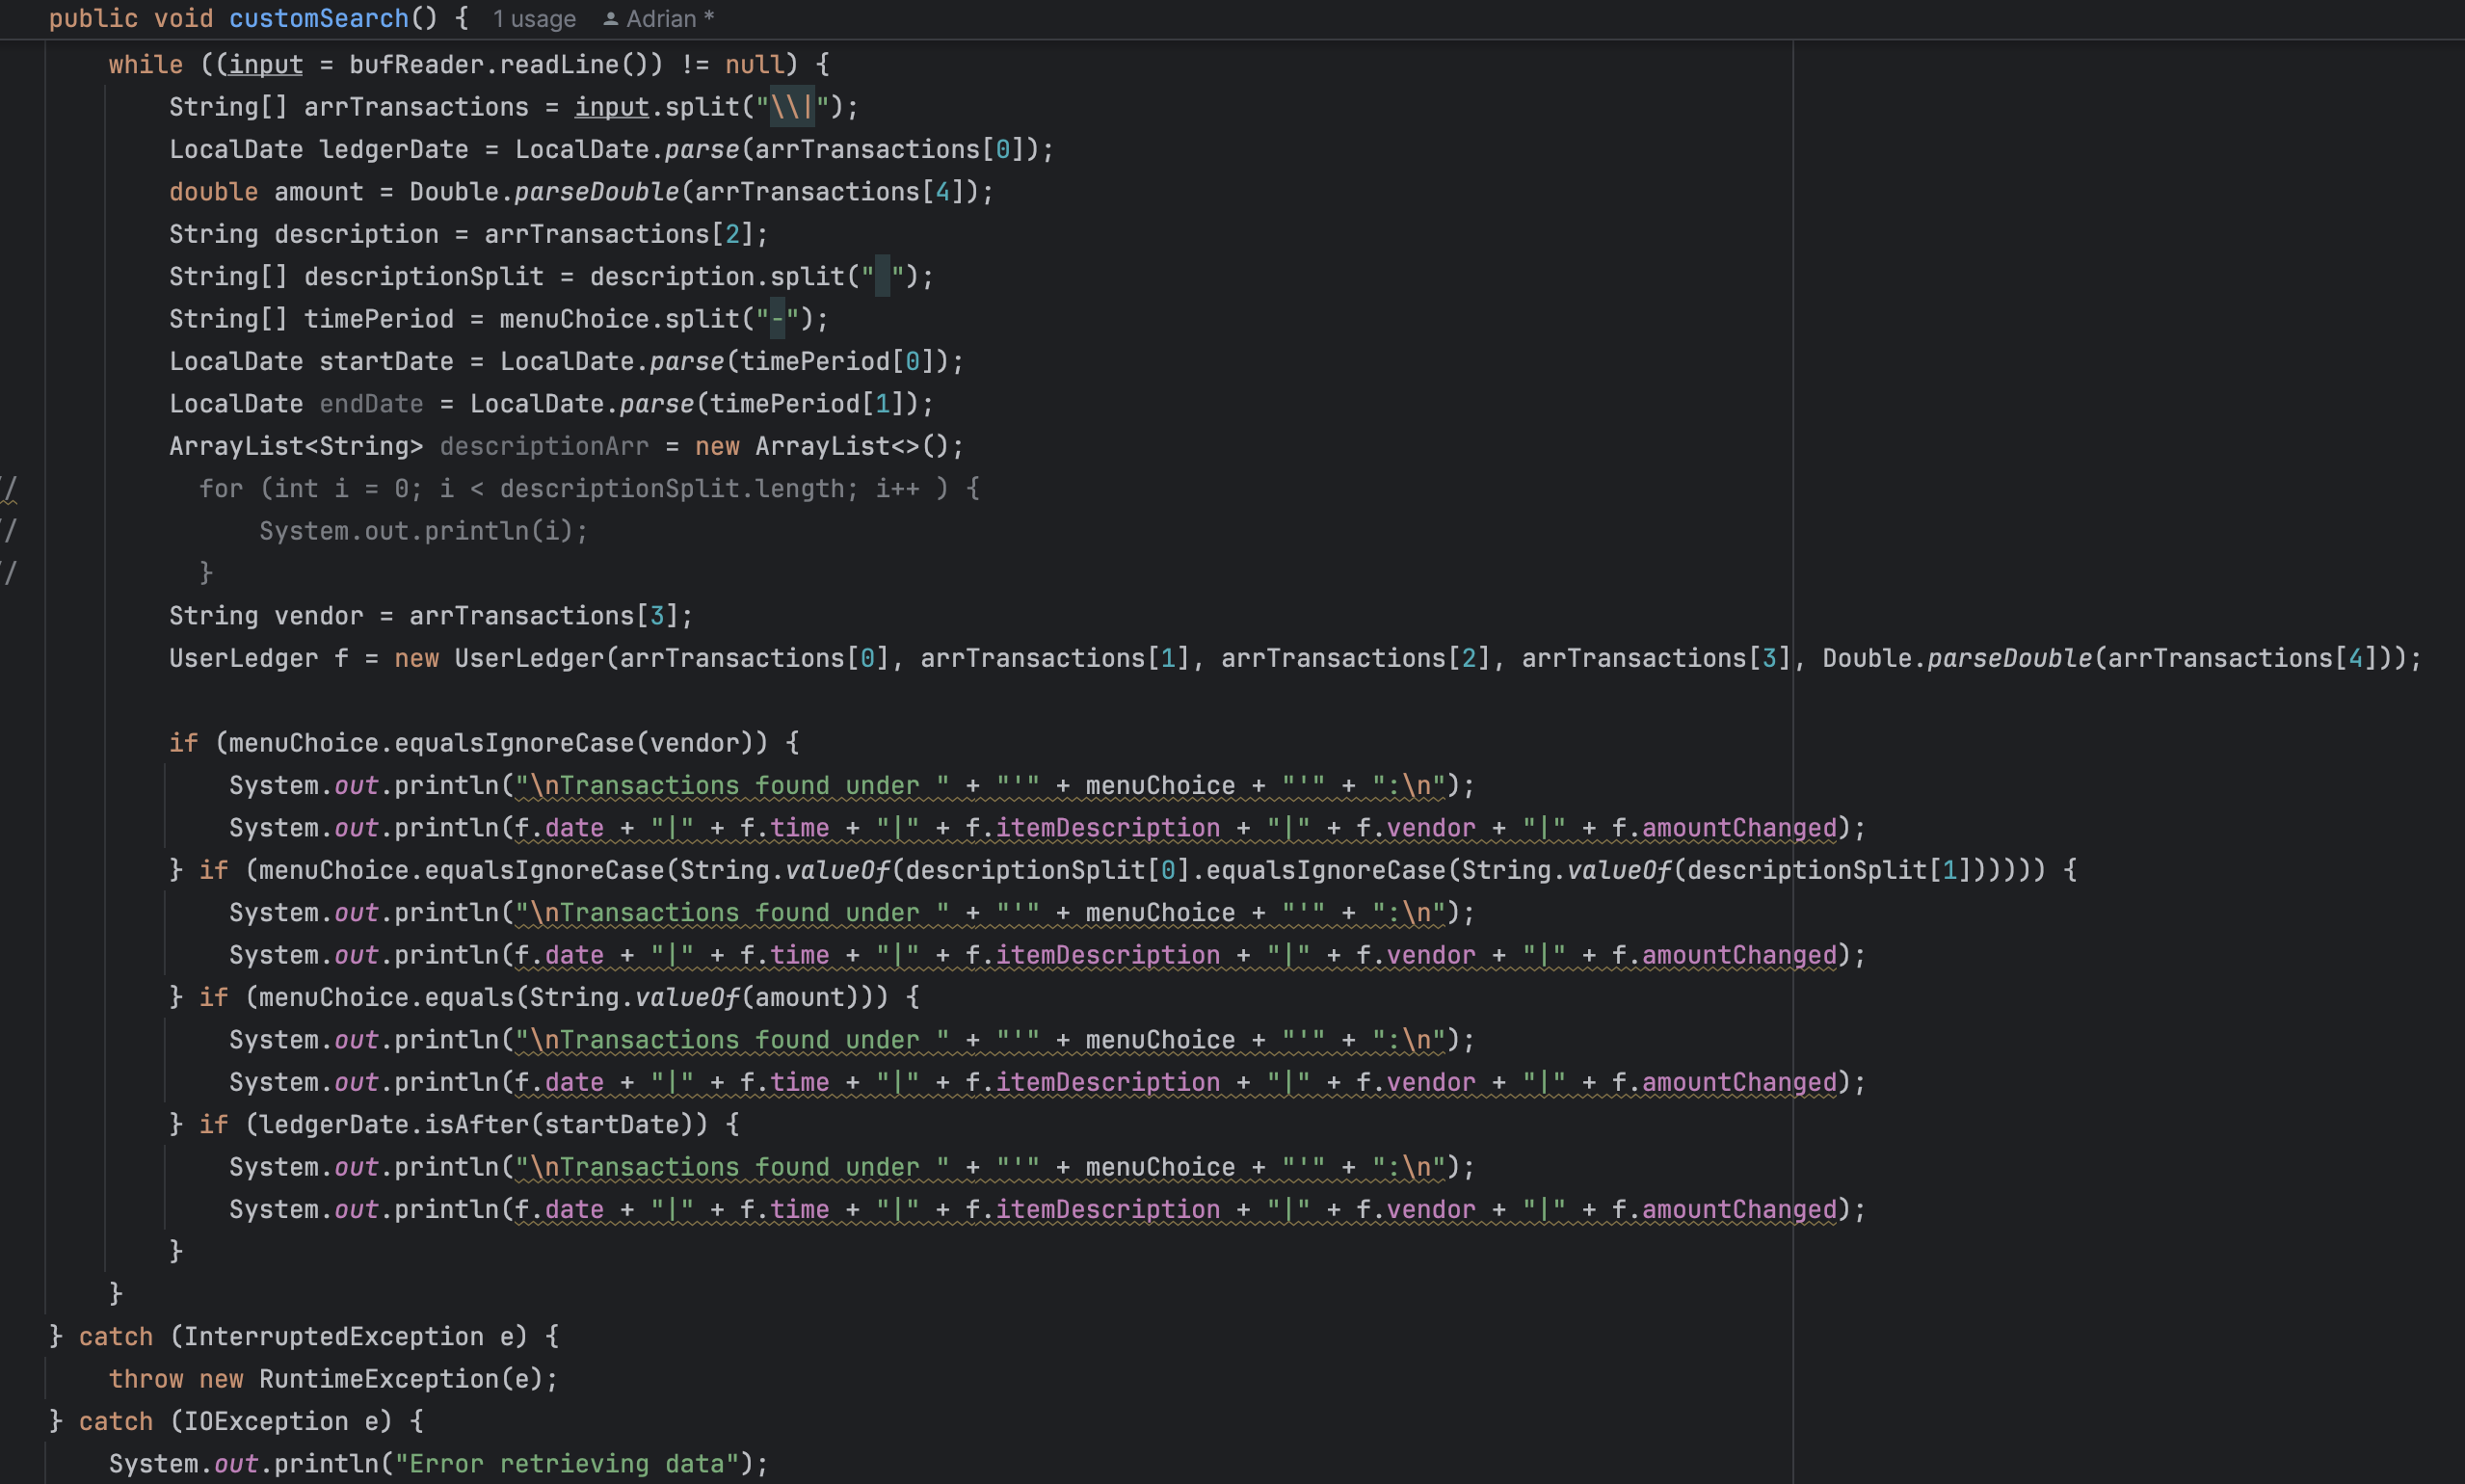 public void customSearch() { 1 usage Adrian *
while ((input = bufReader.readLine()) != null) {
String[] arrTransactions = input.split("\\|");
LocalDate ledgerDate = LocalDate.parse(arrTransactions[0]);
double amount = Double.parseDouble(arrTransactions[4]);
String description = arrTransactions[2];
String[] descriptionSplit = description.split(" ");
String[] timePeriod = menuChoice.split("-");
LocalDate startDate = LocalDate.parse(timePeriod[0]);
LocalDate endDate = LocalDate.parse(timePeriod[1]);
ArrayList<String> descriptionArr = new ArrayList<>();
// for (int i = 0; i < descriptionSplit.length; i++ ) {
// System.out.println(i);
// }
String vendor = arrTransactions[3];
UserLedger f = new UserLedger(arrTransactions[0], arrTransactions[1], arrTransactions[2], arrTransactions[3], Double.parseDouble(arrTransactions[4]));
if (menuChoice.equalsIgnoreCase(vendor)) {
System.out.println("\nTransactions found under " + "'" + menuChoice + "'" + ":\n");
System.out.println(f.date + "|" + f.time + "|" + f.itemDescription + "|" + f.vendor + "|" + f.amountChanged);
} if (menuChoice.equalsIgnoreCase(String.valueOf(descriptionSplit[0].equalsIgnoreCase(String.valueOf(descriptionSplit[1]))))) {
System.out.println("\nTransactions found under " + "'" + menuChoice + "'" + ":\n");
System.out.println(f.date + "|" + f.time + "|" + f.itemDescription + "|" + f.vendor + "|" + f.amountChanged);
} if (menuChoice.equals(String.valueOf(amount))) {
System.out.println("\nTransactions found under " + "'" + menuChoice + "'" + ":\n");
System.out.println(f.date + "|" + f.time + "|" + f.itemDescription + "|" + f.vendor + "|" + f.amountChanged);
} if (ledgerDate.isAfter(startDate)) {
System.out.println("\nTransactions found under " + "'" + menuChoice + "'" + ":\n");
System.out.println(f.date + "|" + f.time + "|" + f.itemDescription + "|" + f.vendor + "|" + f.amountChanged);
}
}
} catch (InterruptedException e) {
throw new RuntimeException(e);
} catch (IOException e) {
System.out.println("Error retrieving data");